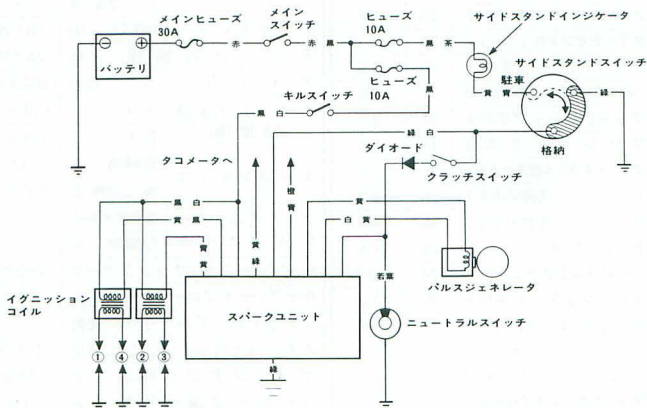 メインヒューズ
30A
メイン
スイッチ
ヒューズ
10A
サイドスタンドインジケータ
赤
赤 黒
黒 茶
バッテリ
サイドスタンドスイッチ
ヒューズ
10A
駐車
キルスイッチ
黒
黄 青
緑
黒 白
緑 白
格納
ダイオード
クラッチスイッチ
タコメータへ
黒 白
橙 青
黄
黄 黒
白 黄
青 黄
黄 緑
若葉
パルスジェネレータ
イグニッション
コイル
スパークユニット
ニュートラルスイッチ
① ④ ② ③
緑